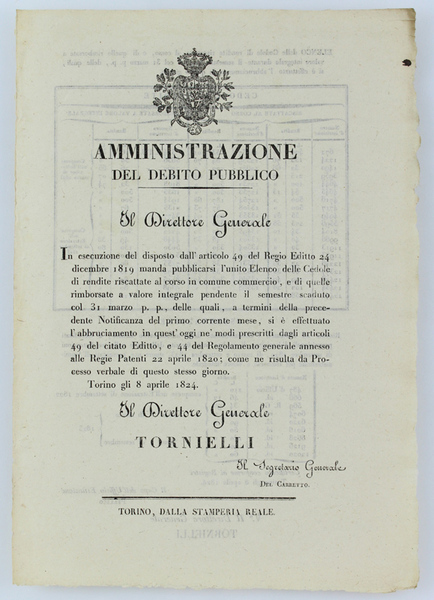 AMMINISTRAZIONE
DEL DEBITO PUBBLICO
Il Direttore Generale
In esecuzione del disposto dall'articolo 49 del Regio Editto 24
dicembre 1819 manda pubblicarsi l'unito Elenco delle Cedole
di rendite riscattate al corso in comune commercio, e di quelle
rimborsate a valore integrale pendente il semestre scaduto
col 31 marzo p. p., delle quali, a termini della prece-
dente Notificanza del primo corrente mese, si è effettuato
l'abbruciamento in quest'oggi ne' modi prescritti dagli articoli
49 del citato Editto, e 44 del Regolamento generale annesso
alle Regie Patenti 22 aprile 1820; come ne risulta da Pro-
cesso verbale di questo stesso giorno.
Torino gli 8 aprile 1824.
Il Direttore Generale
TORNIELLI
Il Segretario Generale
Del Carretto.
TORINO, DALLA STAMPERIA REALE.
TORNIELLI